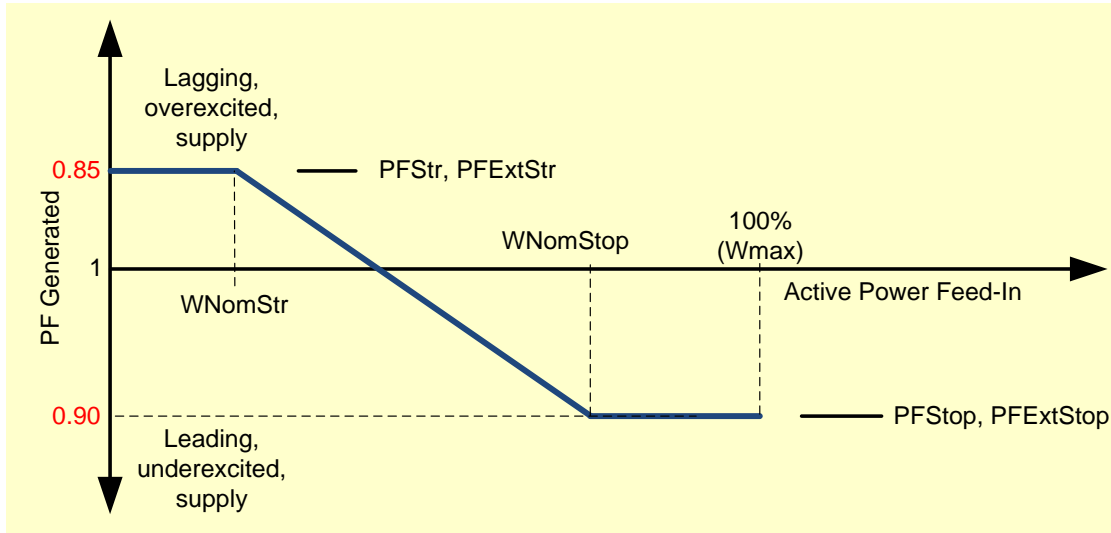 Lagging,
overexcited,
supply
0.85
PFStr, PFExtStr
PF Generated
1
WNomStr
WNomStop
100%
(Wmax)
Active Power Feed-In
0.90
PFStop, PFExtStop
Leading,
underexcited,
supply